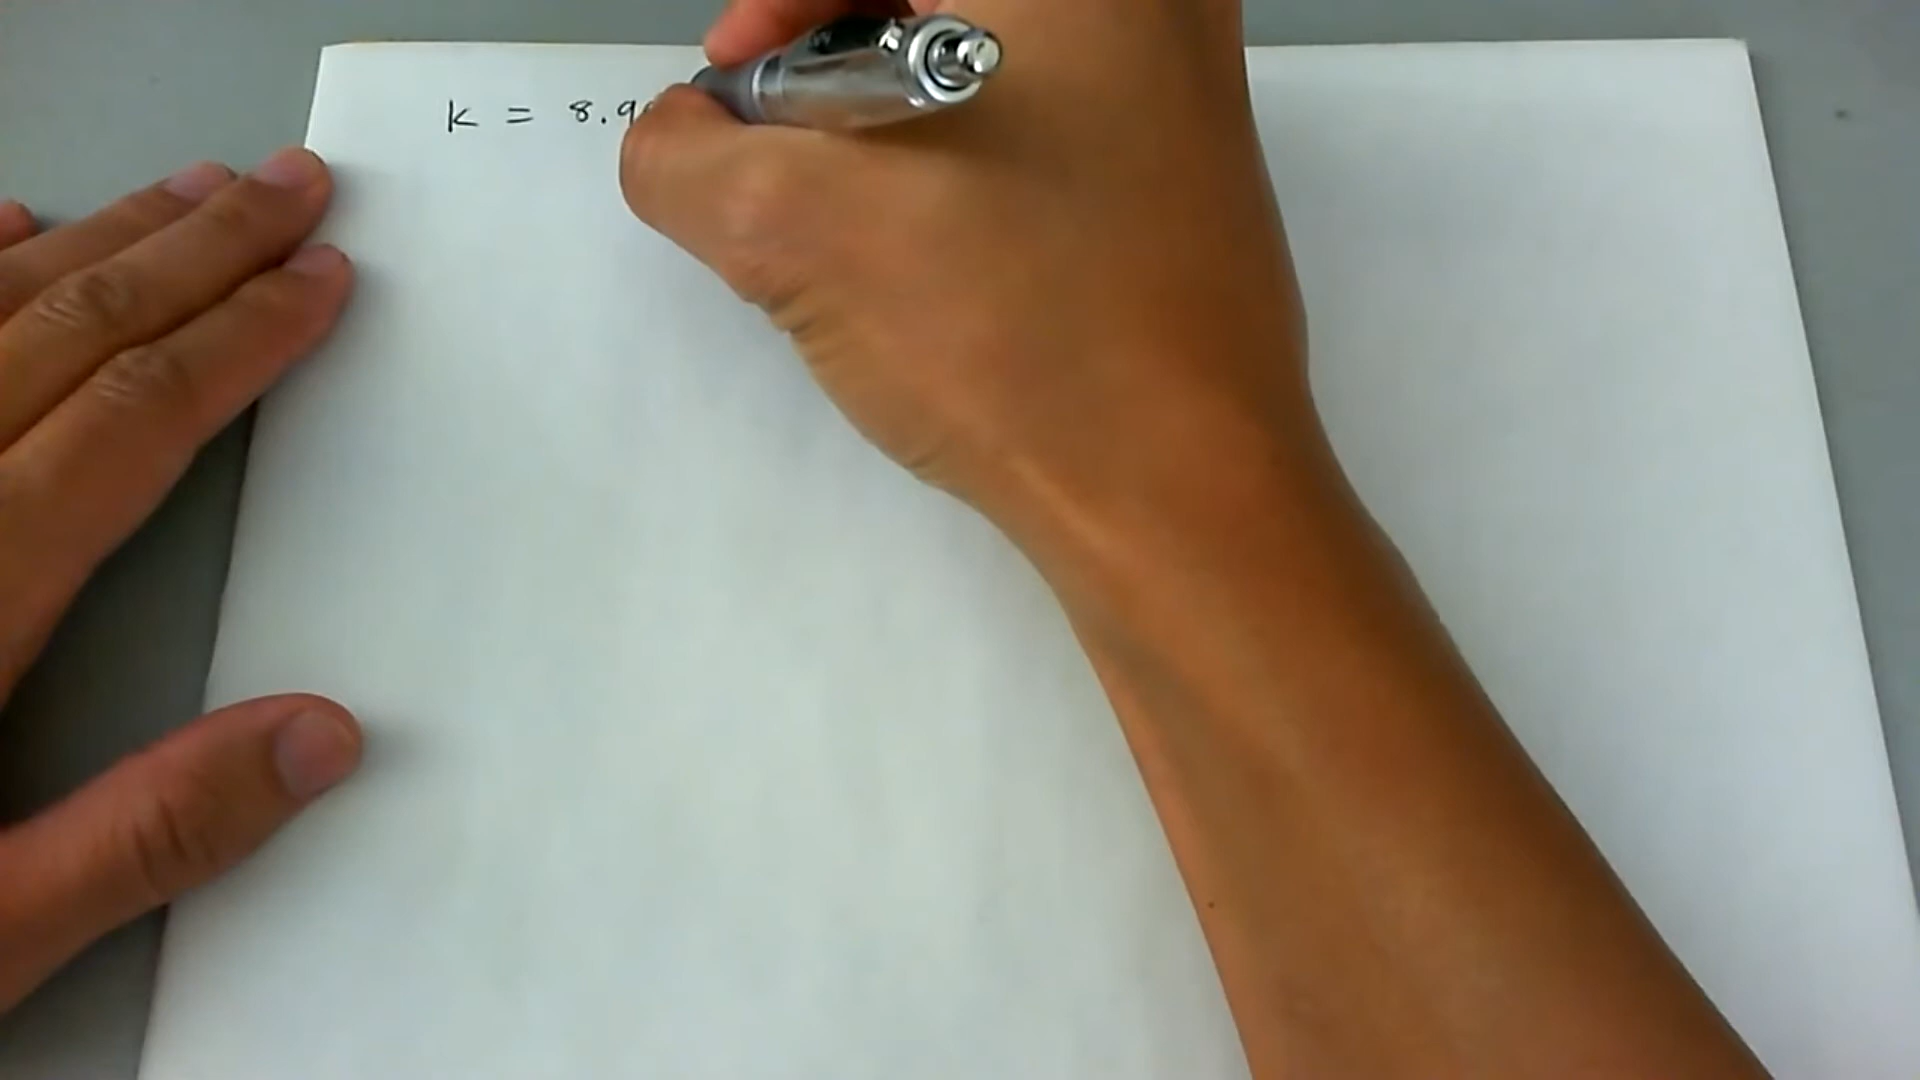 k = 8.9